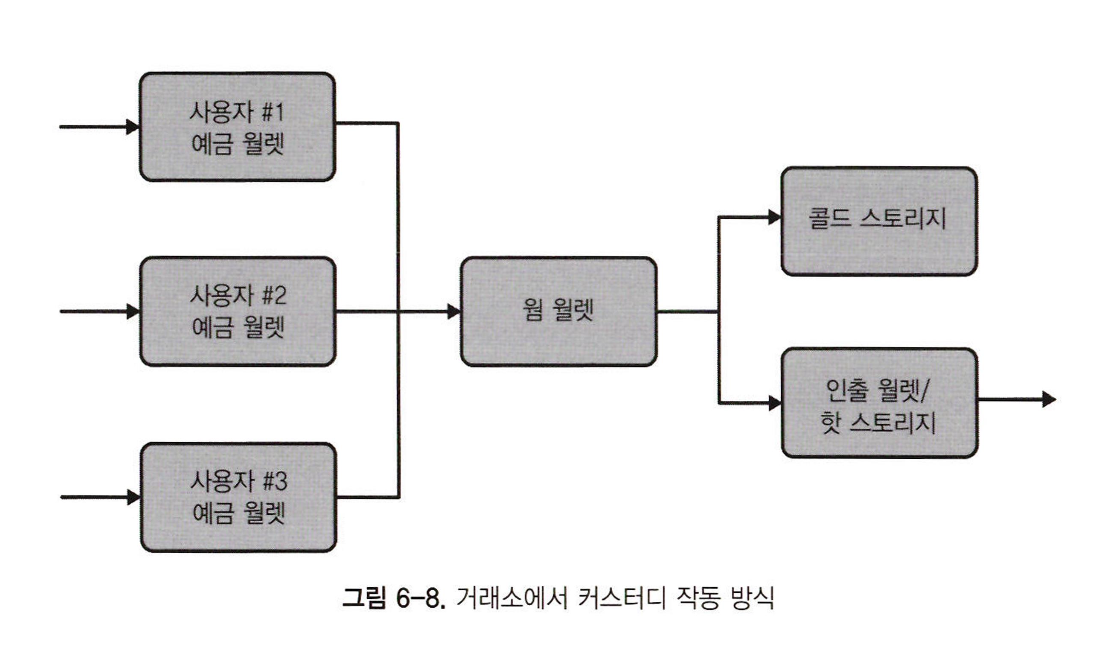 사용자 #1
예금 월렛
사용자 #2
예금 월렛
사용자 #3
예금 월렛
웜 월렛
콜드 스토리지
인출 월렛/
핫 스토리지
그림 6-8. 거래소에서 커스터디 작동 방식